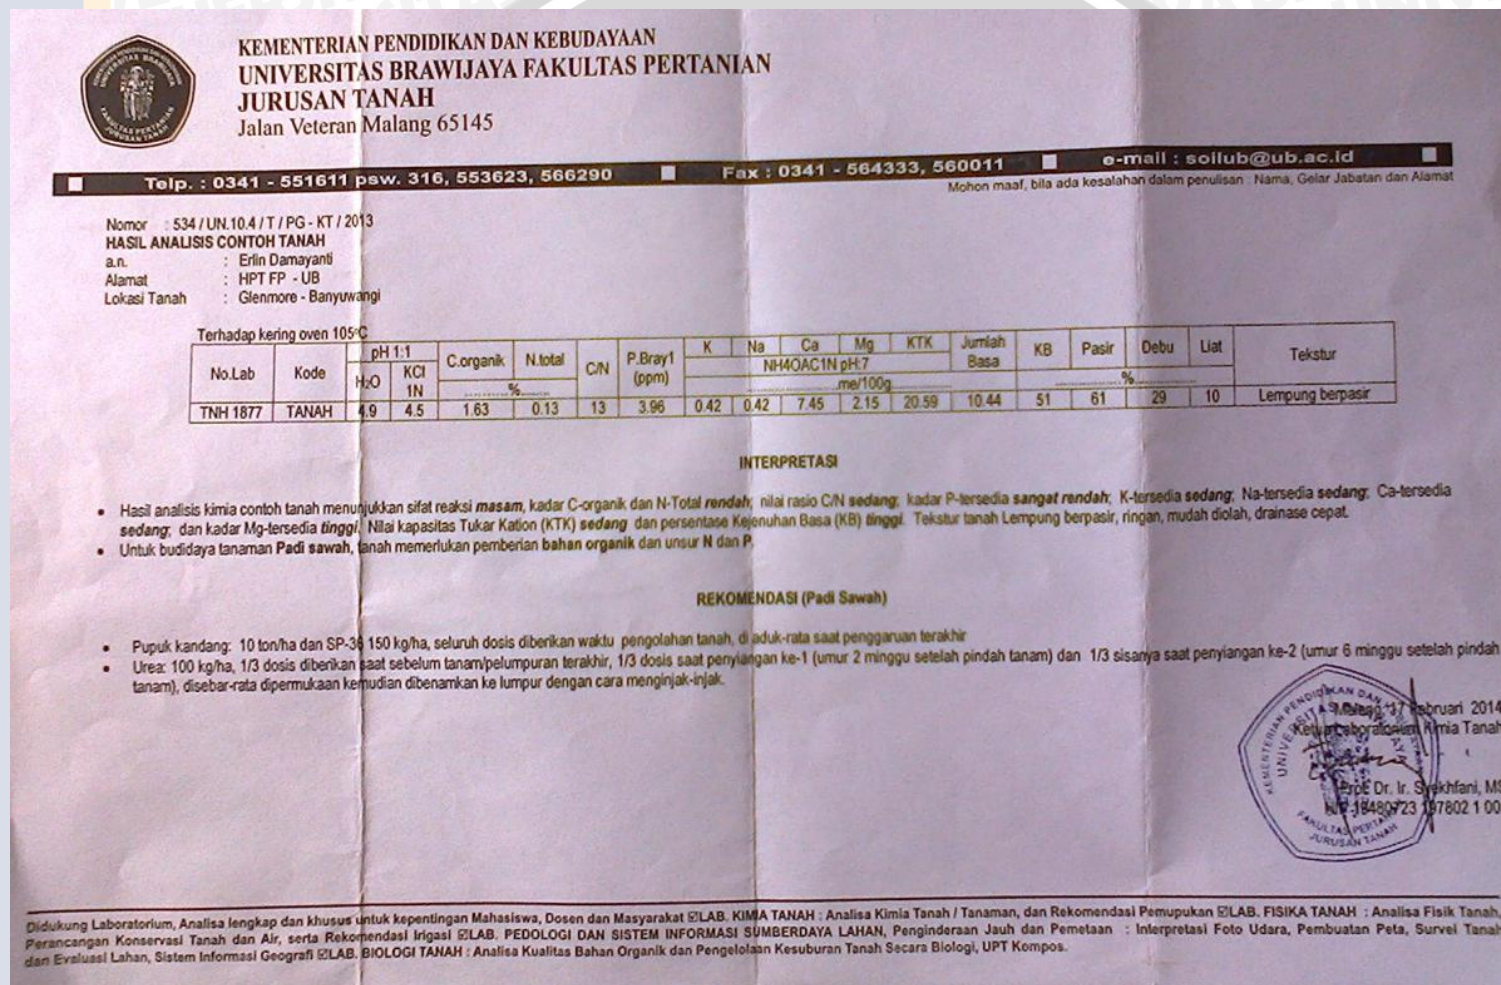 KEMENTERIAN PENDIDIKAN DAN KEBUDAYAAN
UNIVERSITAS BRAWIJAYA FAKULTAS PERTANIAN
JURUSAN TANAH
Jalan Veteran Malang 65145
Telp. : 0341 - 551611 psw. 316, 553623, 566290 Fax : 0341 - 564333, 560011 e-mail : soilub@ub.ac.id
Mohon maaf, bila ada kesalahan dalam penulisan : Nama, Gelar Jabatan dan Alamat
Nomor : 534 / UN.10.4 / T / PG - KT / 2013
HASIL ANALISIS CONTOH TANAH
a.n. : Erlin Damayanti
Alamat : HPT FP - UB
Lokasi Tanah : Glenmore - Banyuwangi
Terhadap kering oven 105°C
No.Lab Kode pH 1:1 C.organik N.total C/N P.Bray1 (ppm) K Na Ca Mg KTK Jumlah Basa KB Pasir Debu Liat Tekstur
H2O KCl 1N NH4OAC1N pH:7
..........%.......... ..........me/100g.......... ..........%..........
TNH 1877 TANAH 4.9 4.5 1.63 0.13 13 3.96 0.42 0.42 7.45 2.15 20.59 10.44 51 61 29 10 Lempung berpasir
INTERPRETASI
• Hasil analisis kimia contoh tanah menunjukkan sifat reaksi masam, kadar C-organik dan N-Total rendah; nilai rasio C/N sedang; kadar P-tersedia sangat rendah; K-tersedia sedang; Na-tersedia sedang; Ca-tersedia
sedang; dan kadar Mg-tersedia tinggi. Nilai kapasitas Tukar Kation (KTK) sedang dan persentase Kejenuhan Basa (KB) tinggi. Tekstur tanah Lempung berpasir, ringan, mudah diolah, drainase cepat.
• Untuk budidaya tanaman Padi sawah, tanah memerlukan pemberian bahan organik dan unsur N dan P.
REKOMENDASI (Padi Sawah)
• Pupuk kandang: 10 ton/ha dan SP-36 150 kg/ha, seluruh dosis diberikan waktu pengolahan tanah, di aduk-rata saat penggaruan terakhir
• Urea: 100 kg/ha, 1/3 dosis diberikan saat sebelum tanam/pelumpuran terakhir, 1/3 dosis saat penyiangan ke-1 (umur 2 minggu setelah pindah tanam) dan 1/3 sisanya saat penyiangan ke-2 (umur 6 minggu setelah pindah
tanam), disebar-rata dipermukaan kemudian dibenamkan ke lumpur dengan cara menginjak-injak.
Malang, 17 Februari 2014
Ketua Laboratorium Kimia Tanah
Prof. Dr. Ir. Syekhfani, MS
19480723 197802 1 00
FAKULTAS PERTANIAN
JURUSAN TANAH
Didukung Laboratorium, Analisa lengkap dan khusus untuk kepentingan Mahasiswa, Dosen dan Masyarakat ☑LAB. KIMIA TANAH : Analisa Kimia Tanah / Tanaman, dan Rekomendasi Pemupukan ☑LAB. FISIKA TANAH : Analisa Fisik Tanah,
Perancangan Konservasi Tanah dan Air, serta Rekomendasi Irigasi ☑LAB. PEDOLOGI DAN SISTEM INFORMASI SUMBERDAYA LAHAN, Penginderaan Jauh dan Pemetaan : Interpretasi Foto Udara, Pembuatan Peta, Survei Tanah
dan Evaluasi Lahan, Sistem Informasi Geografi ☑LAB. BIOLOGI TANAH : Analisa Kualitas Bahan Organik dan Pengelolaan Kesuburan Tanah Secara Biologi, UPT Kompos.